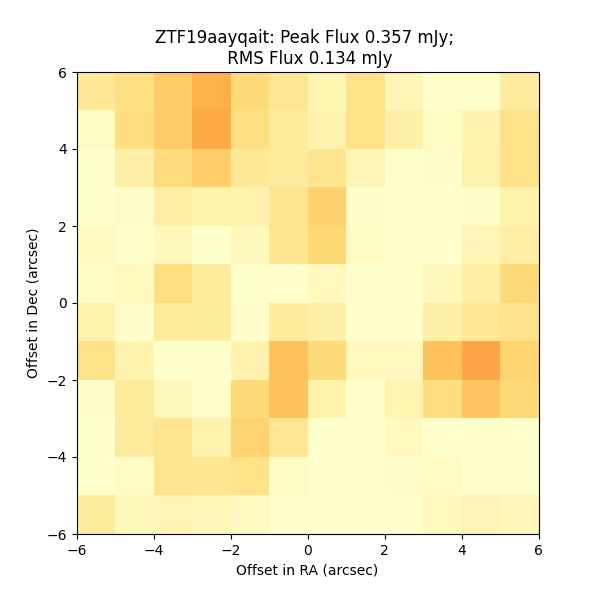 ZTF19aayqait: Peak Flux 0.357 mJy;
RMS Flux 0.134 mJy
6
4
2
0
−2
−4
−6
Offset in Dec (arcsec)
−6 −4 −2 0 2 4 6
Offset in RA (arcsec)